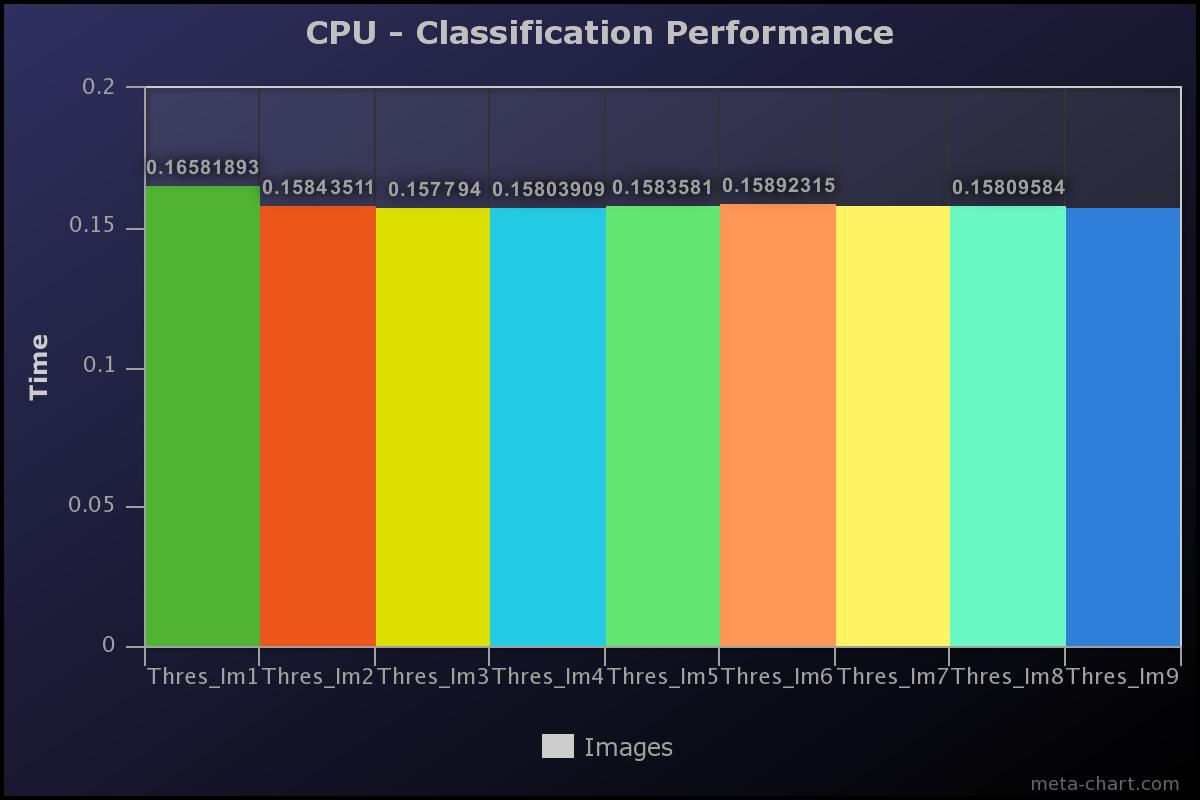 CPU - Classification Performance
0.2
0.15
0.1
0.05
0
Time
0.16581893
0.15843511
0.157794
0.15803909
0.1583581
0.15892315
0.15809584
Thres_Im1 Thres_Im2 Thres_Im3 Thres_Im4 Thres_Im5 Thres_Im6 Thres_Im7 Thres_Im8 Thres_Im9
Images
meta-chart.com